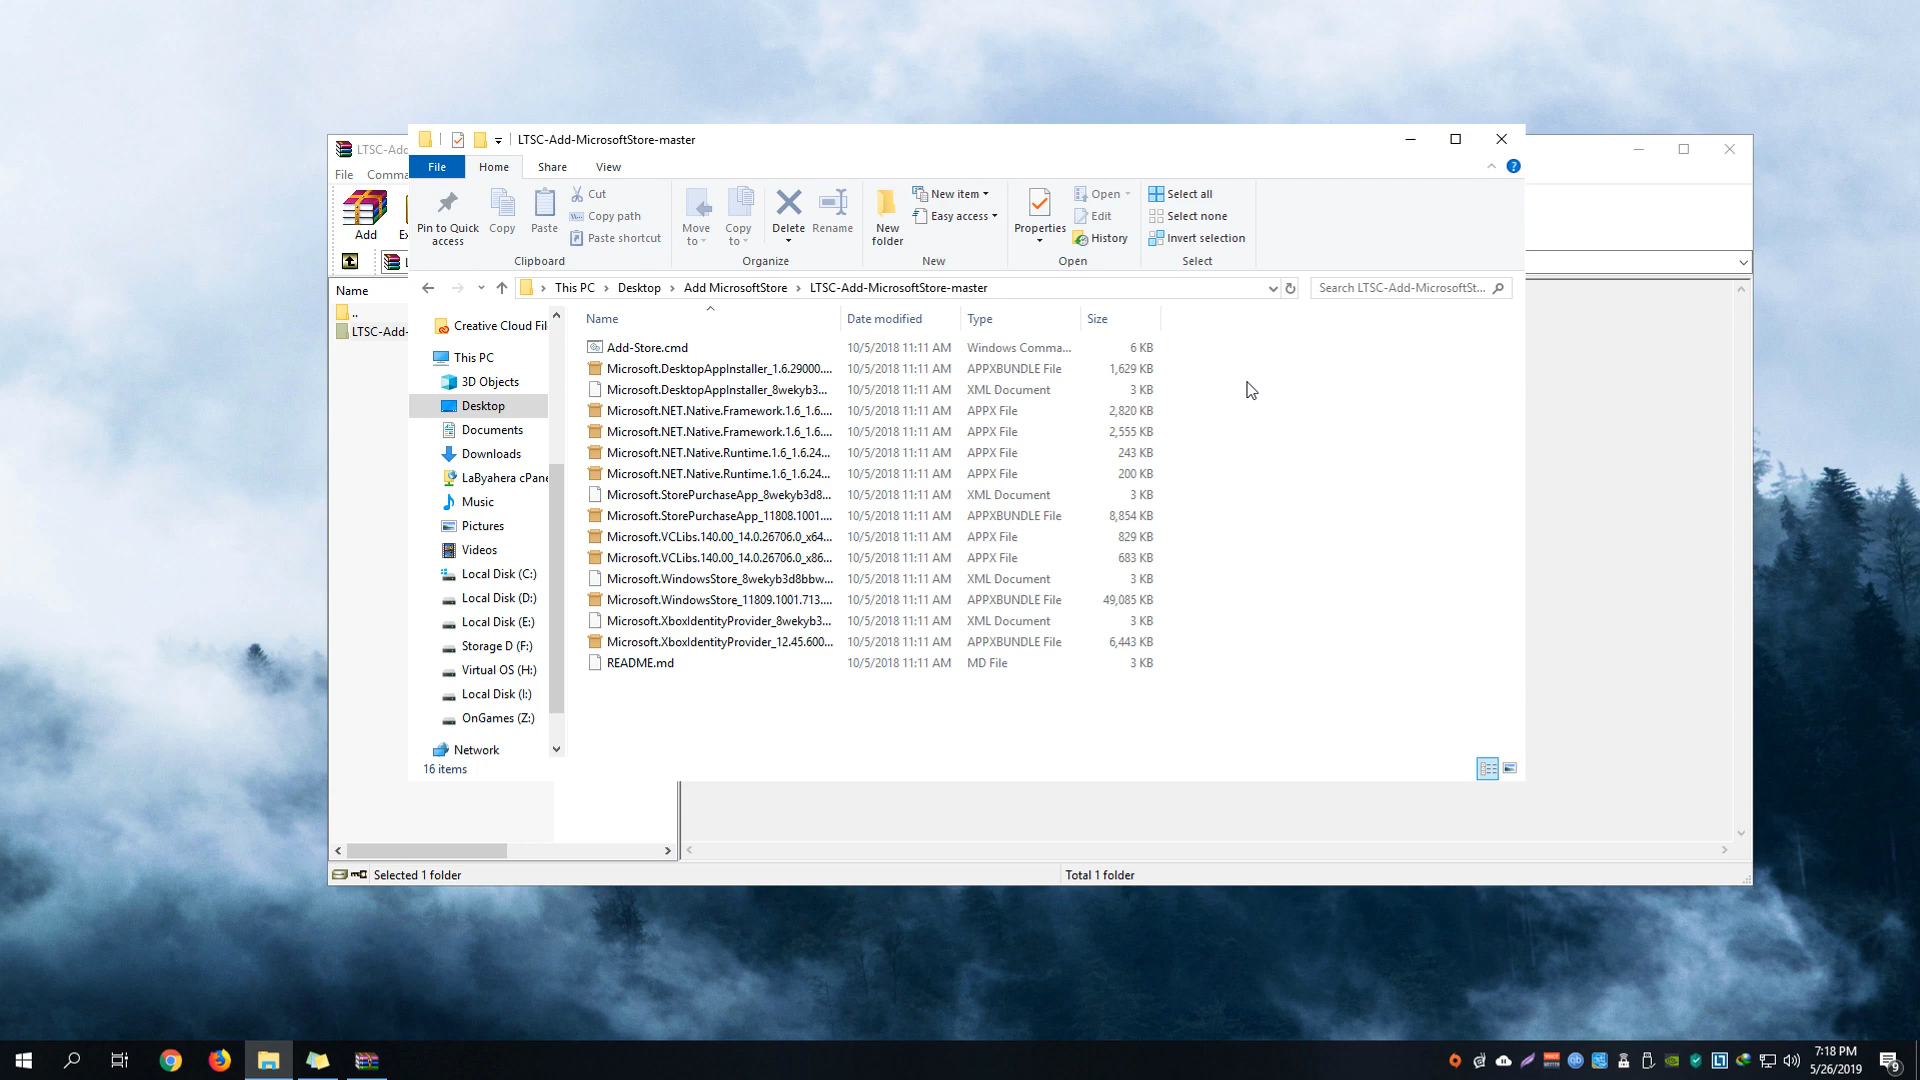 LTSC-Add-MicrosoftStore-master
LTSC-Add
File Comma
File Home Share View
Add
Pin to Quick access
Copy
Paste
Cut
Copy path
Paste shortcut
Move to
Copy to
Delete
Rename
New folder
New item
Easy access
Properties
Open
Edit
History
Select all
Select none
Invert selection
Clipboard Organize New Open Select
This PC Desktop Add MicrosoftStore LTSC-Add-MicrosoftStore-master
Search LTSC-Add-MicrosoftSt...
Name
..
LTSC-Add-
Creative Cloud Fil
This PC
3D Objects
Desktop
Documents
Downloads
LaByahera cPane
Music
Pictures
Videos
Local Disk (C:)
Local Disk (D:)
Local Disk (E:)
Storage D (F:)
Virtual OS (H:)
Local Disk (I:)
OnGames (Z:)
Network
Name Date modified Type Size
Add-Store.cmd 10/5/2018 11:11 AM Windows Comma... 6 KB
Microsoft.DesktopAppInstaller_1.6.29000.... 10/5/2018 11:11 AM APPXBUNDLE File 1,629 KB
Microsoft.DesktopAppInstaller_8wekyb3... 10/5/2018 11:11 AM XML Document 3 KB
Microsoft.NET.Native.Framework.1.6_1.6.... 10/5/2018 11:11 AM APPX File 2,820 KB
Microsoft.NET.Native.Framework.1.6_1.6.... 10/5/2018 11:11 AM APPX File 2,555 KB
Microsoft.NET.Native.Runtime.1.6_1.6.24... 10/5/2018 11:11 AM APPX File 243 KB
Microsoft.NET.Native.Runtime.1.6_1.6.24... 10/5/2018 11:11 AM APPX File 200 KB
Microsoft.StorePurchaseApp_8wekyb3d8... 10/5/2018 11:11 AM XML Document 3 KB
Microsoft.StorePurchaseApp_11808.1001.... 10/5/2018 11:11 AM APPXBUNDLE File 8,854 KB
Microsoft.VCLibs.140.00_14.0.26706.0_x64... 10/5/2018 11:11 AM APPX File 829 KB
Microsoft.VCLibs.140.00_14.0.26706.0_x86... 10/5/2018 11:11 AM APPX File 683 KB
Microsoft.WindowsStore_8wekyb3d8bbw... 10/5/2018 11:11 AM XML Document 3 KB
Microsoft.WindowsStore_11809.1001.713.... 10/5/2018 11:11 AM APPXBUNDLE File 49,085 KB
Microsoft.XboxIdentityProvider_8wekyb3... 10/5/2018 11:11 AM XML Document 3 KB
Microsoft.XboxIdentityProvider_12.45.600... 10/5/2018 11:11 AM APPXBUNDLE File 6,443 KB
README.md 10/5/2018 11:11 AM MD File 3 KB
16 items
Selected 1 folder
Total 1 folder
7:18 PM
5/26/2019
9